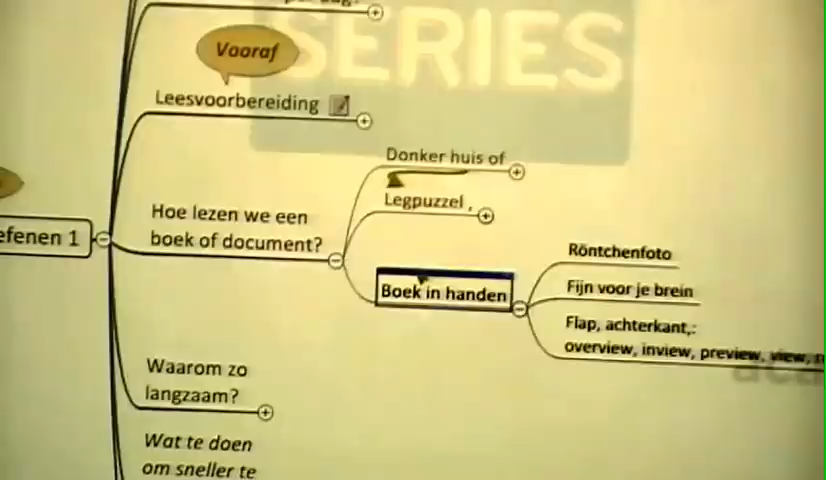 SERIES
Vooraf
Leesvoorbereiding
Donker huis of
Legpuzzel ,
Hoe lezen we een
boek of document?
efenen 1
Boek in handen
Röntchenfoto
Fijn voor je brein
Flap, achterkant,:
overview, inview, preview, view,
Waarom zo
langzaam?
Wat te doen
om sneller te